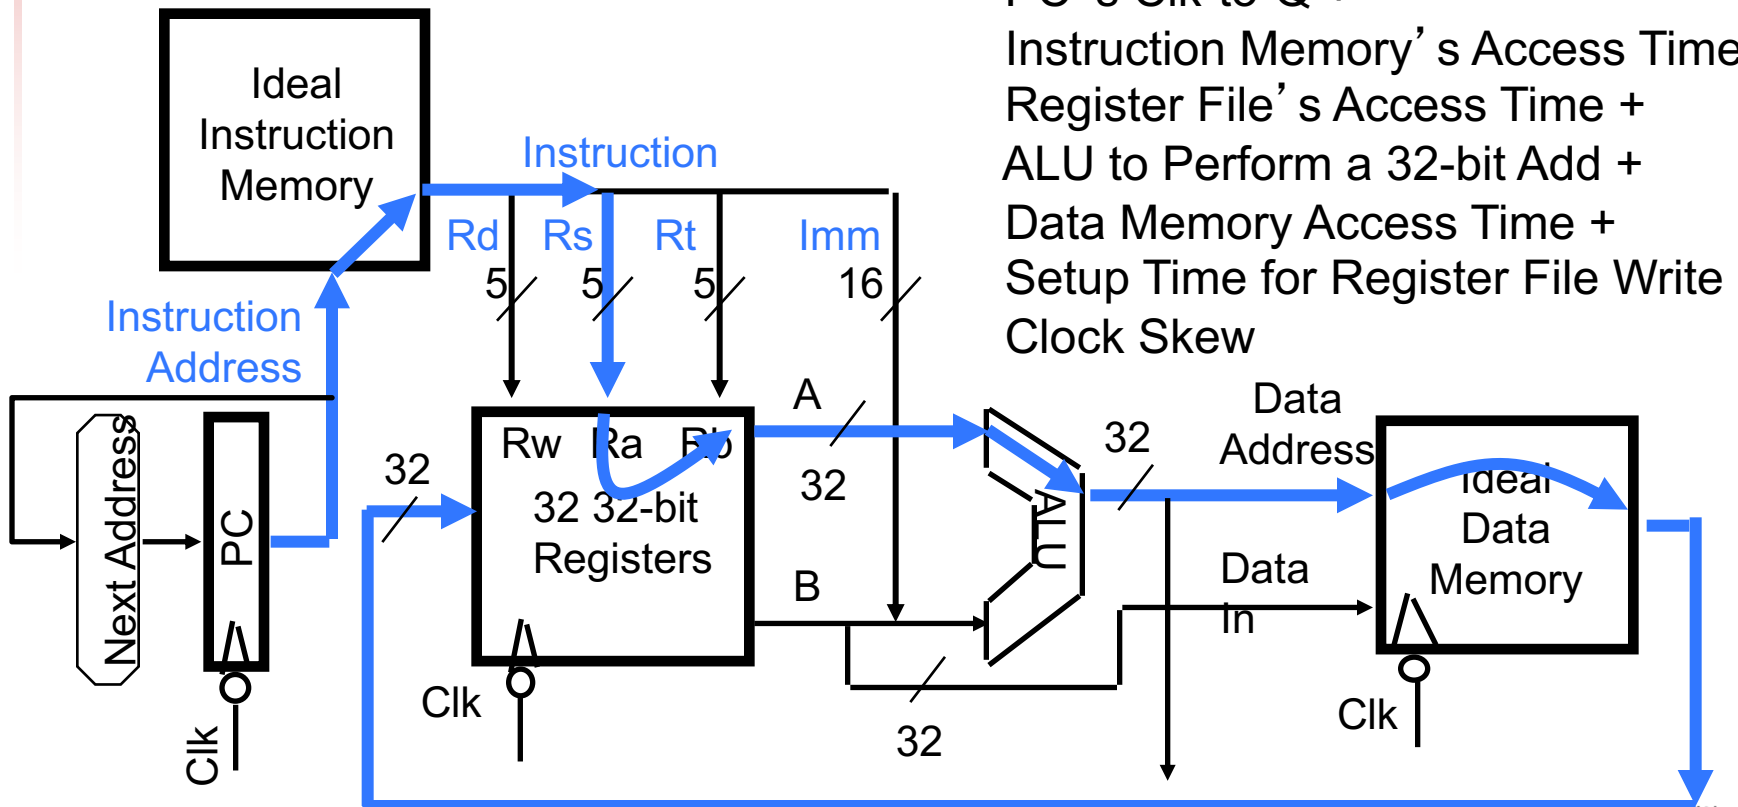 PC's Clk-to-Q +
Instruction Memory's Access Time
Register File's Access Time +
ALU to Perform a 32-bit Add +
Data Memory Access Time +
Setup Time for Register File Write
Clock Skew
Ideal
Instruction
Memory
Instruction
Rd
Rs
Rt
Imm
5
5
5
16
Instruction
Address
Next Address
PC
Clk
32
Rw
Ra
Rb
32 32-bit
Registers
Clk
A
32
B
32
ALU
32
Data
Address
Data
In
Ideal
Data
Memory
Clk